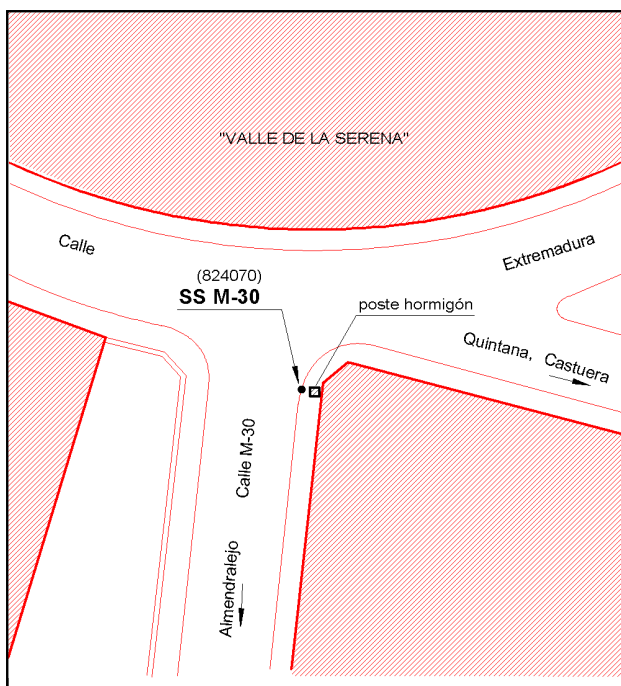 "VALLE DE LA SERENA"
Calle
Extremadura
(824070)
SS M-30
poste hormigón
Quintana, Castuera
Calle M-30
Almendralejo